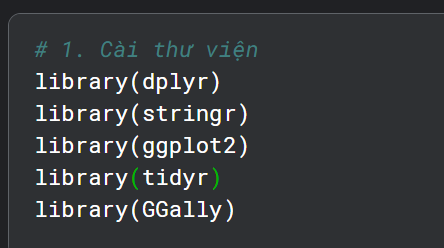 # 1. Cài thư viện
library(dplyr)
library(stringr)
library(ggplot2)
library(tidyr)
library(GGally)